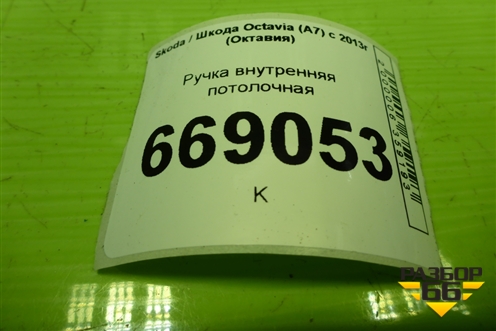 Skoda / Шкода Octavia (A7) с 2013г
(Октавия)
Ручка внутренняя
потолочная
669053
К
РАЗБОР
66